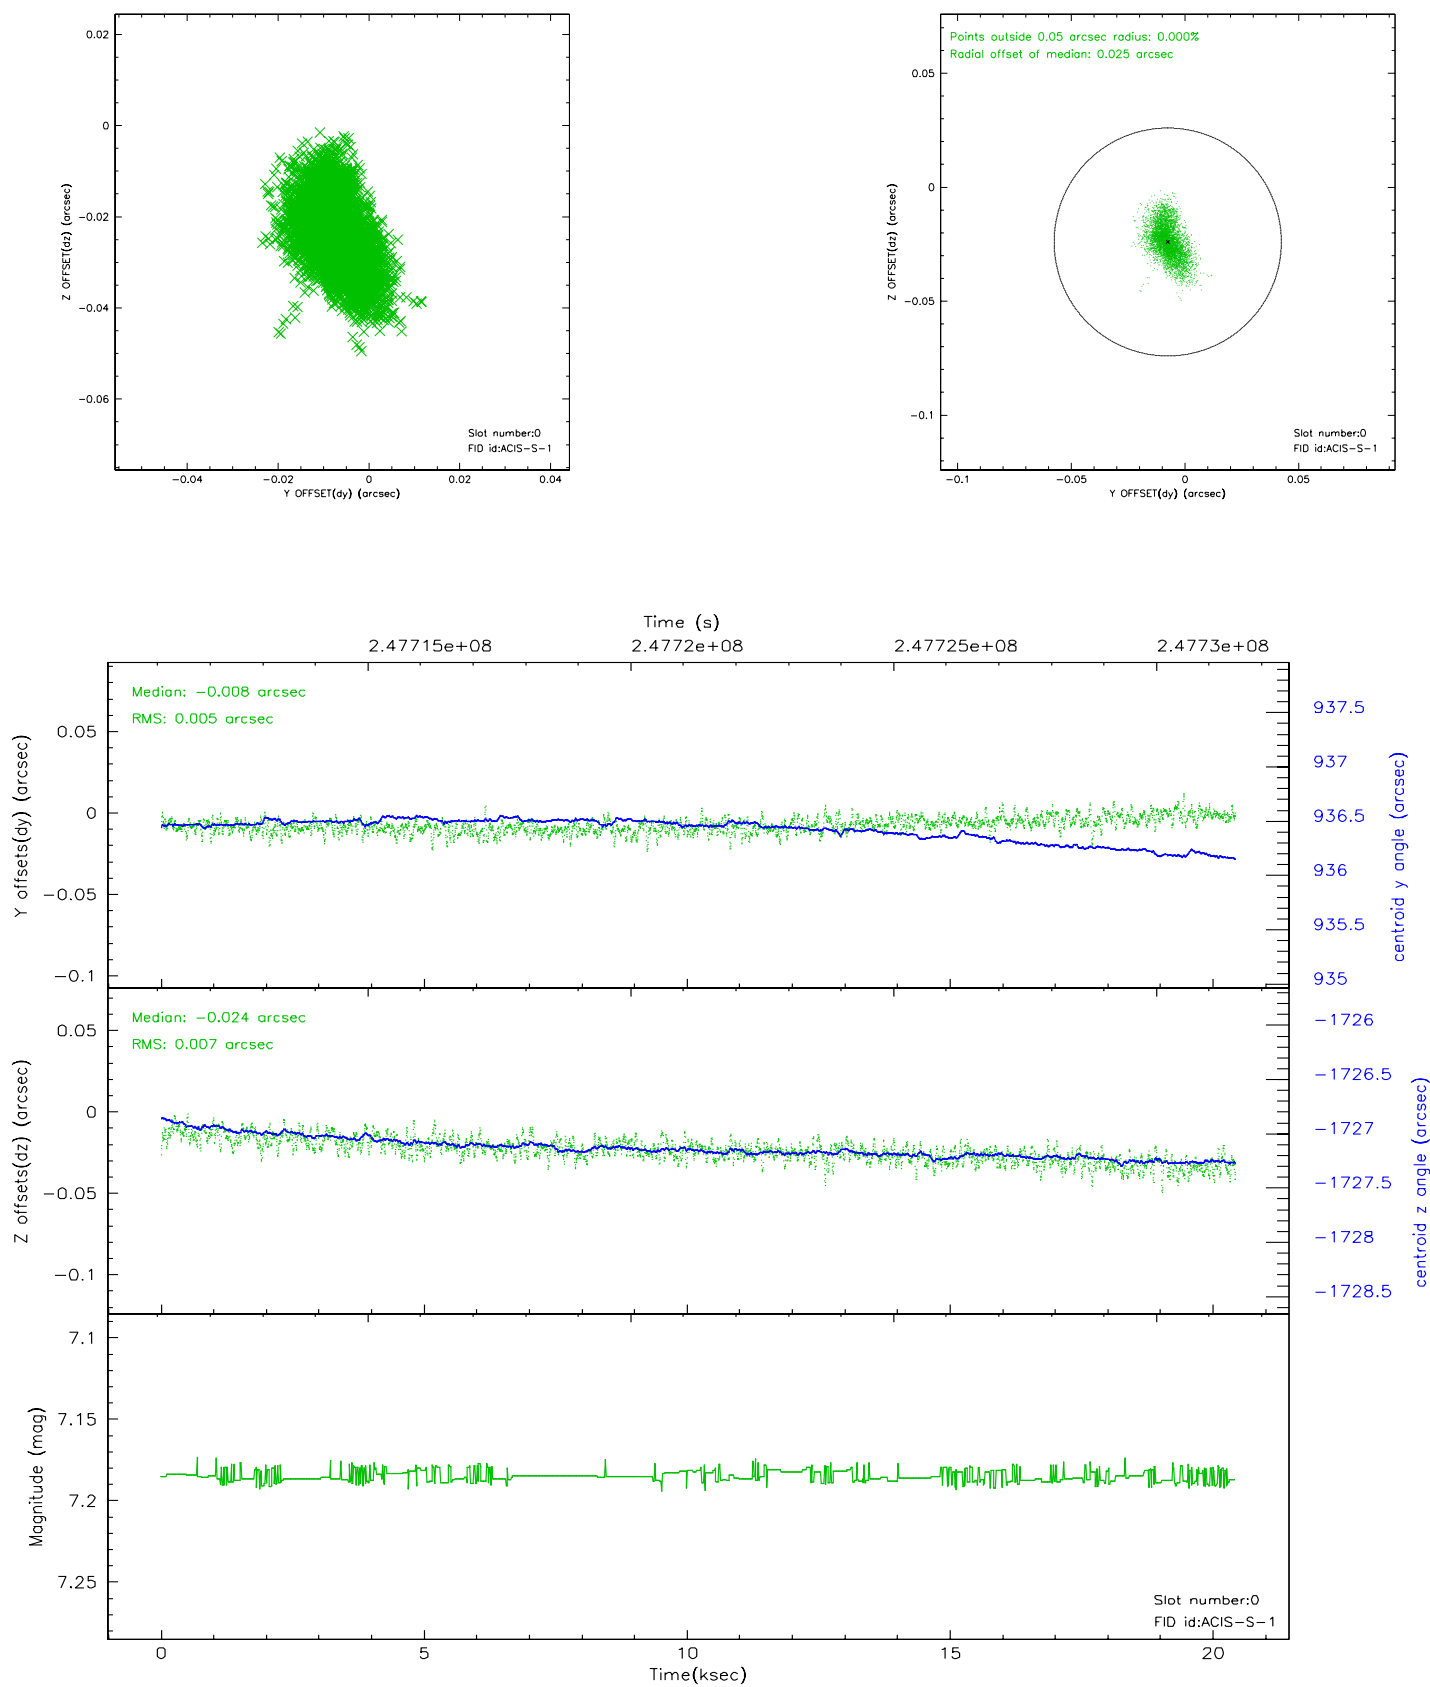 0.02
0
−0.02
−0.04
−0.06
Z OFFSET(dz) (arcsec)
Slot number:0
FID id:ACIS−S−1
−0.04
−0.02
0
0.02
0.04
Y OFFSET(dy) (arcsec)
Points outside 0.05 arcsec radius: 0.000%
Radial offset of median: 0.025 arcsec
0.05
0
−0.05
−0.1
Z OFFSET(dz) (arcsec)
Slot number:0
FID id:ACIS−S−1
−0.1
−0.05
0
0.05
Y OFFSET(dy) (arcsec)
Time (s)
2.47715e+08
2.4772e+08
2.47725e+08
2.4773e+08
Median: −0.008 arcsec
RMS: 0.005 arcsec
0.05
0
−0.05
−0.1
Y offsets(dy) (arcsec)
937.5
937
936.5
936
935.5
935
centroid y angle (arcsec)
Median: −0.024 arcsec
RMS: 0.007 arcsec
0.05
0
−0.05
−0.1
Z offsets(dz) (arcsec)
−1726
−1726.5
−1727
−1727.5
−1728
−1728.5
centroid z angle (arcsec)
7.1
7.15
7.2
7.25
Magnitude (mag)
Slot number:0
FID id:ACIS−S−1
0
5
10
15
20
Time(ksec)